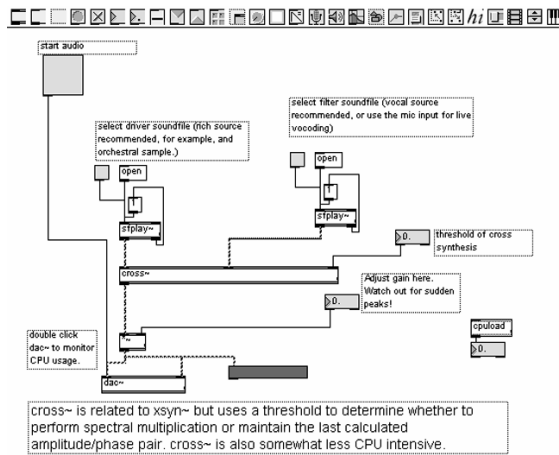 hi
start audio
select filter soundfile (vocal source
recommended, or use the mic input for live
vocoding)
select driver soundfile (rich source
recommended, for example, and
orchestral sample.)
open
open
sfplay~
sfplay~
0.
threshold of cross
synthesis
cross~
Adjust gain here.
Watch out for sudden
peaks!
0.
double click
dac~ to monitor
CPU usage.
*~
cpuload
0.
dac~
cross~ is related to xsyn~ but uses a threshold to determine whether to
perform spectral multiplication or maintain the last calculated
amplitude/phase pair. cross~ is also somewhat less CPU intensive.